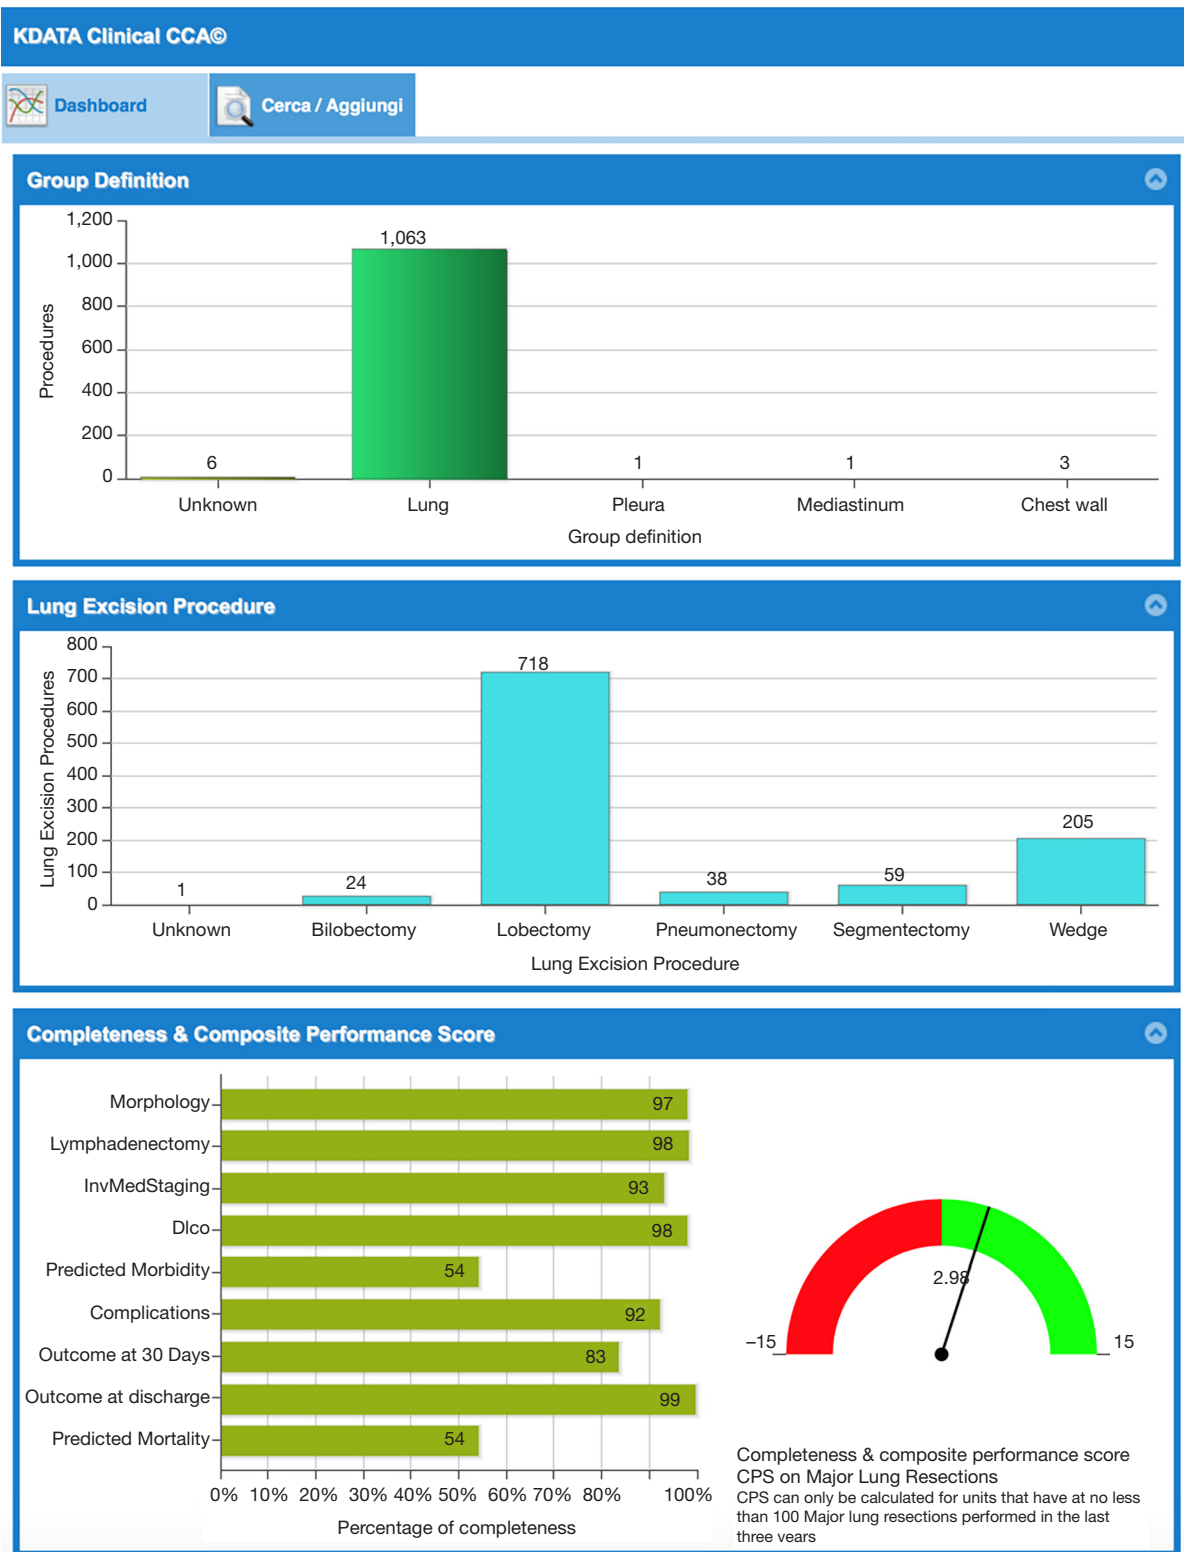 KDATA Clinical CCA©
Dashboard
Cerca / Aggiungi
Group Definition
1,200
1,000
800
600
400
200
0
Procedures
6
1,063
1
1
3
Unknown
Lung
Pleura
Mediastinum
Chest wall
Group definition
Lung Excision Procedure
800
700
600
500
400
300
200
100
0
Lung Excision Procedures
1
24
718
38
59
205
Unknown
Bilobectomy
Lobectomy
Pneumonectomy
Segmentectomy
Wedge
Lung Excision Procedure
Completeness & Composite Performance Score
Morphology 97
Lymphadenectomy 98
InvMedStaging 93
Dlco 98
Predicted Morbidity 54
Complications 92
Outcome at 30 Days 83
Outcome at discharge 99
Predicted Mortality 54
0% 10% 20% 30% 40% 50% 60% 70% 80% 100%
Percentage of completeness
2.98
–15
15
Completeness & composite performance score
CPS on Major Lung Resections
CPS can only be calculated for units that have at no less
than 100 Major lung resections performed in the last
three years